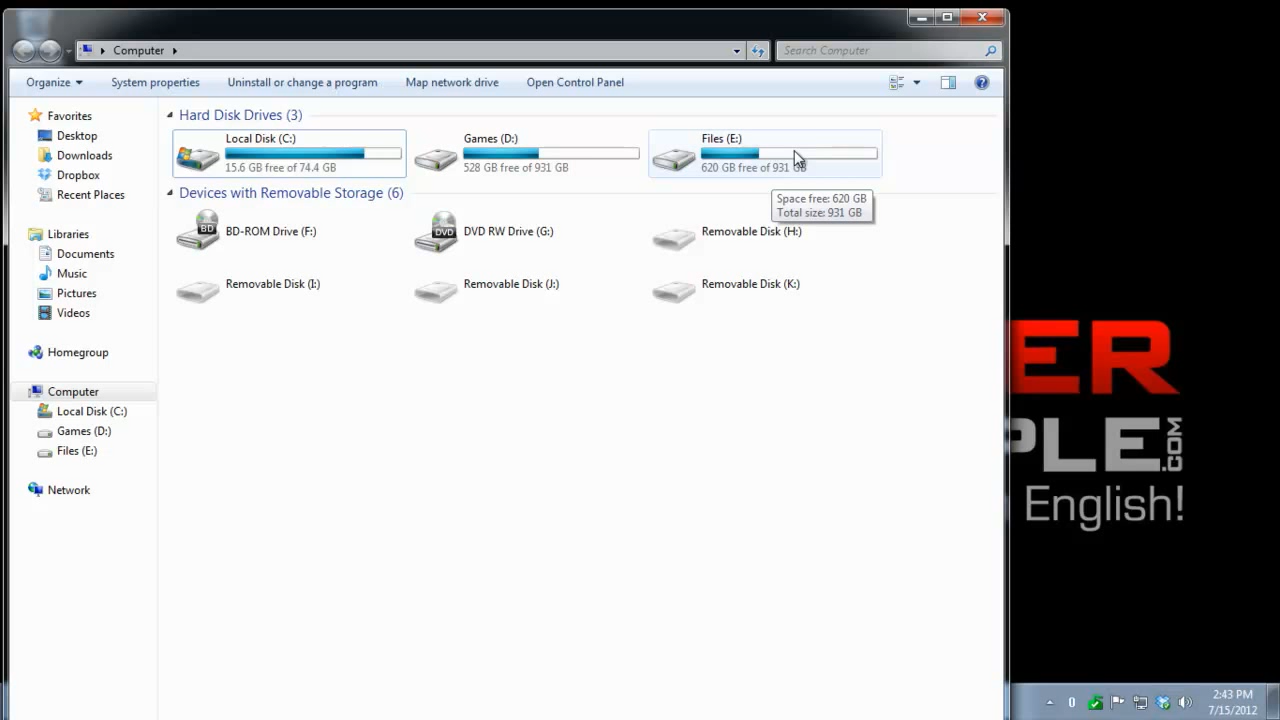 Computer
Search Computer
Organize
System properties
Uninstall or change a program
Map network drive
Open Control Panel
Favorites
Desktop
Downloads
Dropbox
Recent Places
Libraries
Documents
Music
Pictures
Videos
Homegroup
Computer
Local Disk (C:)
Games (D:)
Files (E:)
Network
Hard Disk Drives (3)
Local Disk (C:)
15.6 GB free of 74.4 GB
Games (D:)
528 GB free of 931 GB
Files (E:)
620 GB free of 931 GB
Space free: 620 GB
Total size: 931 GB
Devices with Removable Storage (6)
BD
BD-ROM Drive (F:)
DVD
DVD RW Drive (G:)
Removable Disk (H:)
Removable Disk (I:)
Removable Disk (J:)
Removable Disk (K:)
ER
PLE.COM
English!
0
2:43 PM
7/15/2012